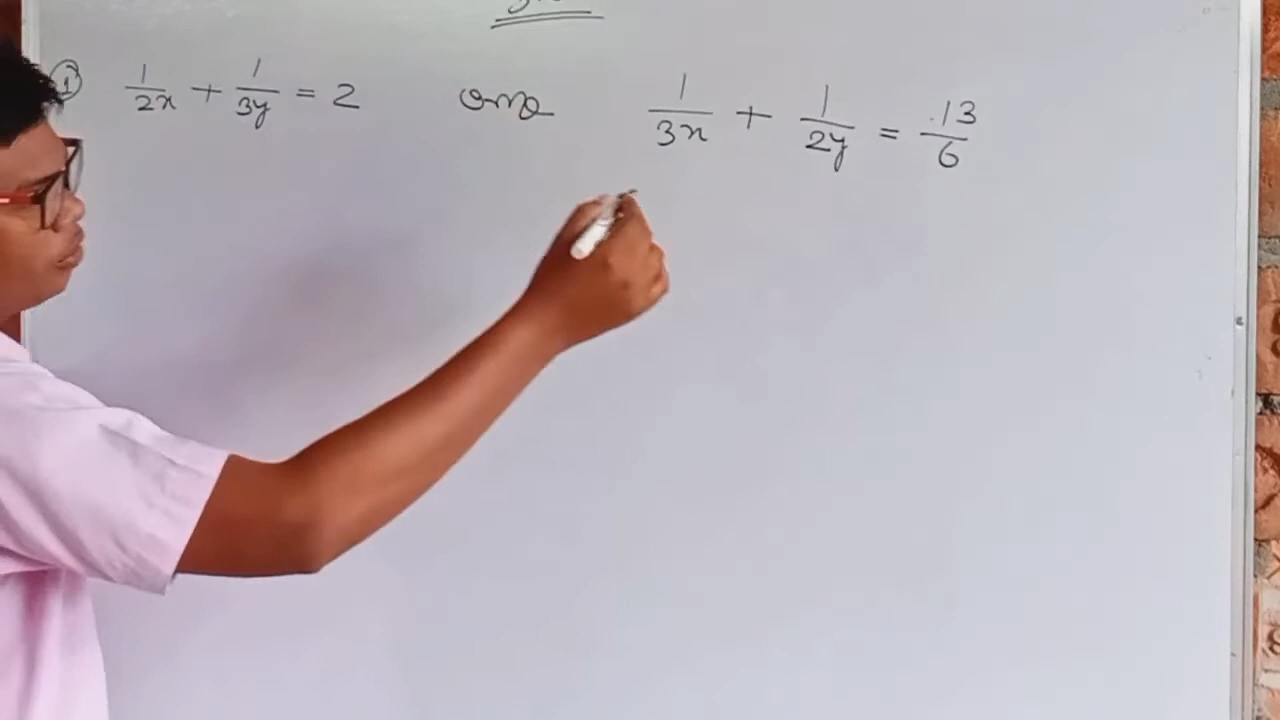 ① 1/2x + 1/3y = 2 ଓ 1/3x + 1/2y = 13/6